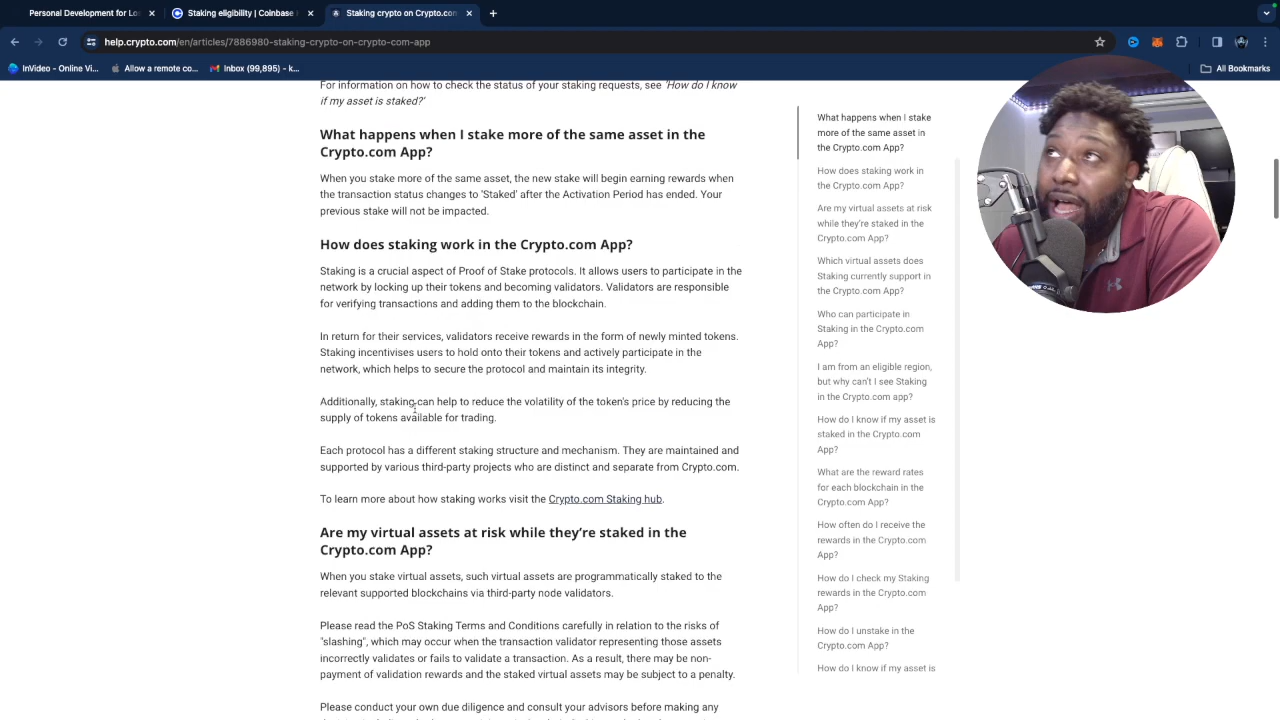 Personal Development for Lo
Staking eligibility | Coinbase
Staking crypto on Crypto.com
help.crypto.com/en/articles/7886980-staking-crypto-on-crypto-com-app
InVideo - Online Vi...
Allow a remote co...
Inbox (99,895) - k...
All Bookmarks
For information on how to check the status of your staking requests, see 'How do I know
if my asset is staked?'
What happens when I stake more of the same asset in the
Crypto.com App?
When you stake more of the same asset, the new stake will begin earning rewards when
the transaction status changes to 'Staked' after the Activation Period has ended. Your
previous stake will not be impacted.
How does staking work in the Crypto.com App?
Staking is a crucial aspect of Proof of Stake protocols. It allows users to participate in the
network by locking up their tokens and becoming validators. Validators are responsible
for verifying transactions and adding them to the blockchain.
In return for their services, validators receive rewards in the form of newly minted tokens.
Staking incentivises users to hold onto their tokens and actively participate in the
network, which helps to secure the protocol and maintain its integrity.
Additionally, staking can help to reduce the volatility of the token's price by reducing the
supply of tokens available for trading.
Each protocol has a different staking structure and mechanism. They are maintained and
supported by various third-party projects who are distinct and separate from Crypto.com.
To learn more about how staking works visit the Crypto.com Staking hub.
Are my virtual assets at risk while they're staked in the
Crypto.com App?
When you stake virtual assets, such virtual assets are programmatically staked to the
relevant supported blockchains via third-party node validators.
Please read the PoS Staking Terms and Conditions carefully in relation to the risks of
"slashing", which may occur when the transaction validator representing those assets
incorrectly validates or fails to validate a transaction. As a result, there may be non-
payment of validation rewards and the staked virtual assets may be subject to a penalty.
Please conduct your own due diligence and consult your advisors before making any
What happens when I stake
more of the same asset in
the Crypto.com App?
How does staking work in
the Crypto.com App?
Are my virtual assets at risk
while they're staked in the
Crypto.com App?
Which virtual assets does
Staking currently support in
the Crypto.com App?
Who can participate in
Staking in the Crypto.com
App?
I am from an eligible region,
but why can't I see Staking
in the Crypto.com app?
How do I know if my asset is
staked in the Crypto.com
App?
What are the reward rates
for each blockchain in the
Crypto.com App?
How often do I receive the
rewards in the Crypto.com
App?
How do I check my Staking
rewards in the Crypto.com
App?
How do I unstake in the
Crypto.com App?
How do I know if my asset is